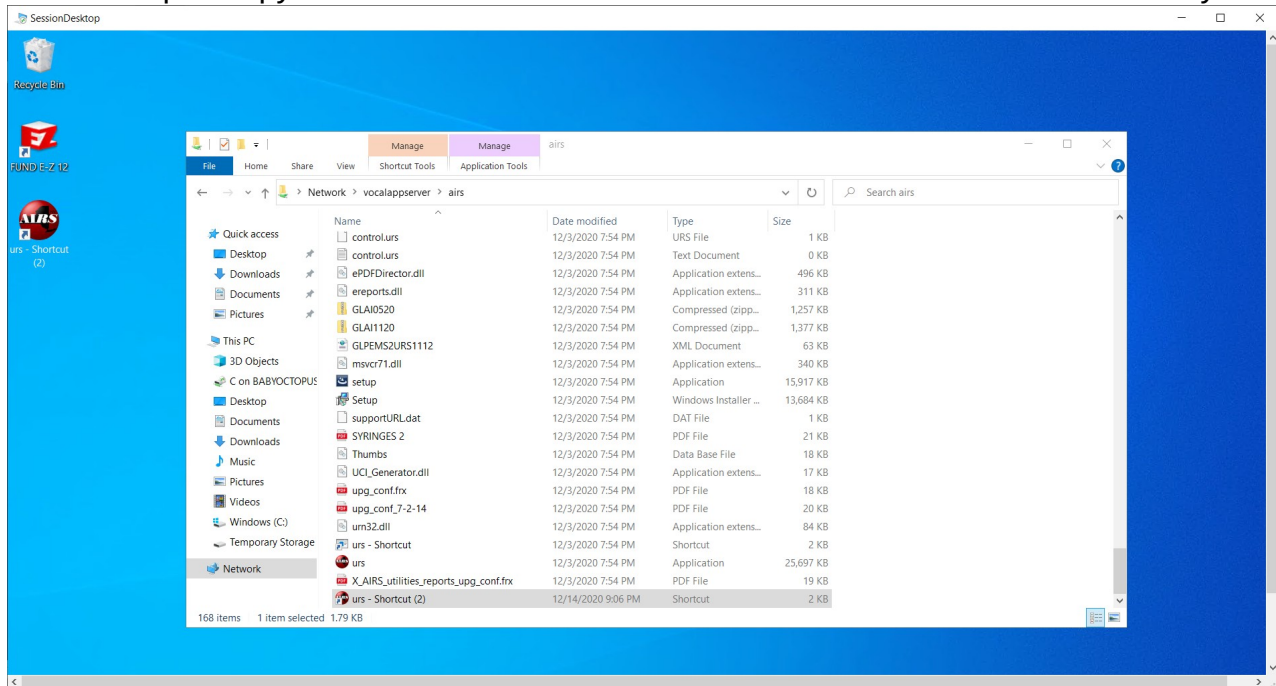 SessionDesktop
Recycle Bin
EZ
FUND E-Z 12
AIRS
urs - Shortcut
(2)
Manage
Manage
airs
File
Home
Share
View
Shortcut Tools
Application Tools
Network > vocalappserver > airs
Search airs
Name
Date modified
Type
Size
Quick access
Desktop
Downloads
Documents
Pictures
This PC
3D Objects
C on BABYOCTOPUS
Desktop
Documents
Downloads
Music
Pictures
Videos
Windows (C:)
Temporary Storage
Network
control.urs 12/3/2020 7:54 PM URS File 1 KB
control.urs 12/3/2020 7:54 PM Text Document 0 KB
ePDFDirector.dll 12/3/2020 7:54 PM Application extens... 496 KB
ereports.dll 12/3/2020 7:54 PM Application extens... 311 KB
GLAI0520 12/3/2020 7:54 PM Compressed (zipp... 1,257 KB
GLAI1120 12/3/2020 7:54 PM Compressed (zipp... 1,377 KB
GLPEMS2URS1112 12/3/2020 7:54 PM XML Document 63 KB
msvcr71.dll 12/3/2020 7:54 PM Application extens... 340 KB
setup 12/3/2020 7:54 PM Application 15,917 KB
Setup 12/3/2020 7:54 PM Windows Installer ... 13,684 KB
supportURL.dat 12/3/2020 7:54 PM DAT File 1 KB
SYRINGES 2 12/3/2020 7:54 PM PDF File 21 KB
Thumbs 12/3/2020 7:54 PM Data Base File 18 KB
UCI_Generator.dll 12/3/2020 7:54 PM Application extens... 17 KB
upg_conf.frx 12/3/2020 7:54 PM PDF File 18 KB
upg_conf_7-2-14 12/3/2020 7:54 PM PDF File 20 KB
urn32.dll 12/3/2020 7:54 PM Application extens... 84 KB
urs - Shortcut 12/3/2020 7:54 PM Shortcut 2 KB
urs 12/3/2020 7:54 PM Application 25,697 KB
X_AIRS_utilities_reports_upg_conf.frx 12/3/2020 7:54 PM PDF File 19 KB
urs - Shortcut (2) 12/14/2020 9:06 PM Shortcut 2 KB
168 items 1 item selected 1.79 KB